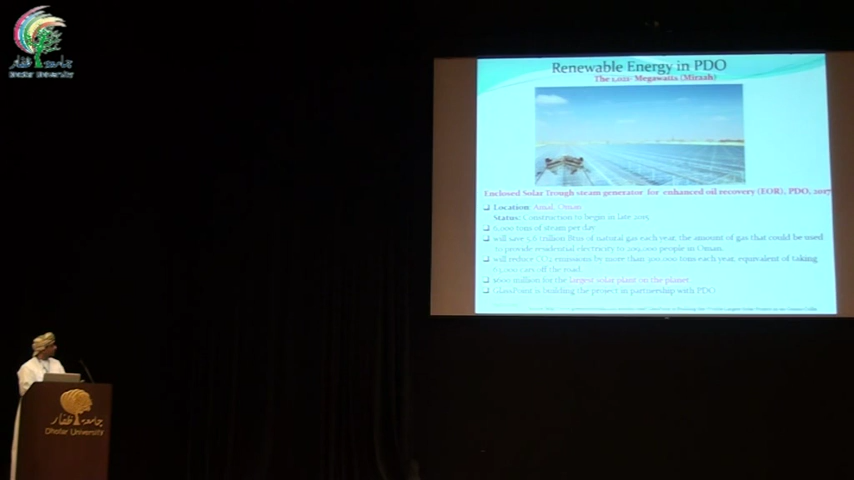 جامعة ظفار
Dhofar University
Renewable Energy in PDO
The 1,021 Megawatts (Miraah)
Enclosed Solar Trough steam generator for enhanced oil recovery (EOR), PDO, 2017
Location: Amal, Oman
Status: Construction to begin in late 2015
6,000 tons of steam per day
will save 5.6 trillion Btus of natural gas each year, the amount of gas that could be used
to provide residential electricity to 209,000 people in Oman.
will reduce CO2 emissions by more than 300,000 tons each year, equivalent of taking
63,000 cars off the road.
$600 million for the largest solar plant on the planet
GlassPoint is building the project in partnership with PDO
جامعة ظفار
Dhofar University